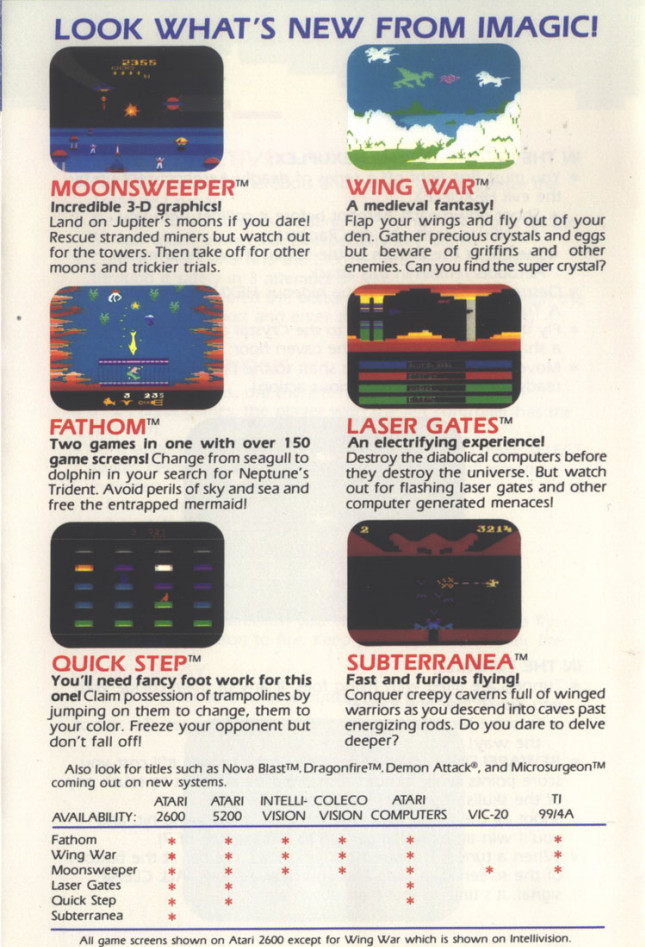 LOOK WHAT'S NEW FROM IMAGIC!
2355
MOONSWEEPER™
Incredible 3-D graphics!
Land on Jupiter's moons if you dare!
Rescue stranded miners but watch out
for the towers. Then take off for other
moons and trickier trials.
WING WAR™
A medieval fantasy!
Flap your wings and fly out of your
den. Gather precious crystals and eggs
but beware of griffins and other
enemies. Can you find the super crystal?
FATHOM™
Two games in one with over 150
game screens! Change from seagull to
dolphin in your search for Neptune's
Trident. Avoid perils of sky and sea and
free the entrapped mermaid!
LASER GATES™
An electrifying experience!
Destroy the diabolical computers before
they destroy the universe. But watch
out for flashing laser gates and other
computer generated menaces!
2 3214
QUICK STEP™
You'll need fancy foot work for this
one! Claim possession of trampolines by
jumping on them to change, them to
your color. Freeze your opponent but
don't fall off!
SUBTERRANEA™
Fast and furious flying!
Conquer creepy caverns full of winged
warriors as you descend into caves past
energizing rods. Do you dare to delve
deeper?
Also look for titles such as Nova Blast™, Dragonfire™, Demon Attack®, and Microsurgeon™
coming out on new systems.
ATARI ATARI INTELLI- COLECO ATARI TI
AVAILABILITY: 2600 5200 VISION VISION COMPUTERS VIC-20 99/4A
Fathom * * * * * *
Wing War * * * * * *
Moonsweeper * * * * * * *
Laser Gates * * *
Quick Step * * *
Subterranea *
All game screens shown on Atari 2600 except for Wing War which is shown on Intellivision.